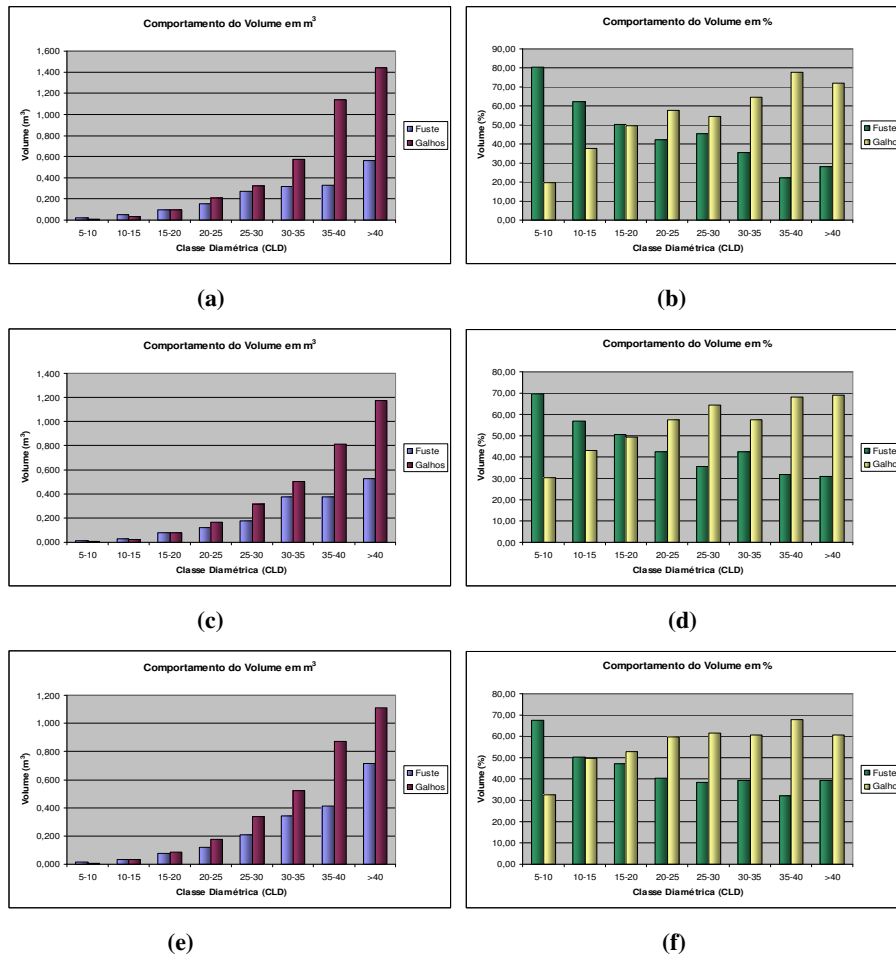 Comportamento do Volume em m³
Volume (m³)
1,600
1,400
1,200
1,000
0,800
0,600
0,400
0,200
0,000
5-10 10-15 15-20 20-25 25-30 30-35 35-40 >40
Classe Diamétrica (CLD)
Fuste
Galhos
(a)
Comportamento do Volume em %
Volume (%)
90,00
80,00
70,00
60,00
50,00
40,00
30,00
20,00
10,00
0,00
5-10 10-15 15-20 20-25 25-30 30-35 35-40 >40
Classe Diamétrica (CLD)
Fuste
Galhos
(b)
Comportamento do Volume em m³
Volume (m³)
1,400
1,200
1,000
0,800
0,600
0,400
0,200
0,000
5-10 10-15 15-20 20-25 25-30 30-35 35-40 >40
Classe Diamétrica (CLD)
Fuste
Galhos
(c)
Comportamento do Volume em %
Volume (%)
80,00
70,00
60,00
50,00
40,00
30,00
20,00
10,00
0,00
5-10 10-15 15-20 20-25 25-30 30-35 35-40 >40
Classe Diamétrica (CLD)
Fuste
Galhos
(d)
Comportamento do Volume em m³
Volume (m³)
1,200
1,000
0,800
0,600
0,400
0,200
0,000
5-10 10-15 15-20 20-25 25-30 30-35 35-40 >40
Classe Diamétrica (CLD)
Fuste
Galhos
(e)
Comportamento do Volume em %
Volume (%)
80,00
70,00
60,00
50,00
40,00
30,00
20,00
10,00
0,00
5-10 10-15 15-20 20-25 25-30 30-35 35-40 >40
Classe Diamétrica (CLD)
Fuste
Galhos
(f)